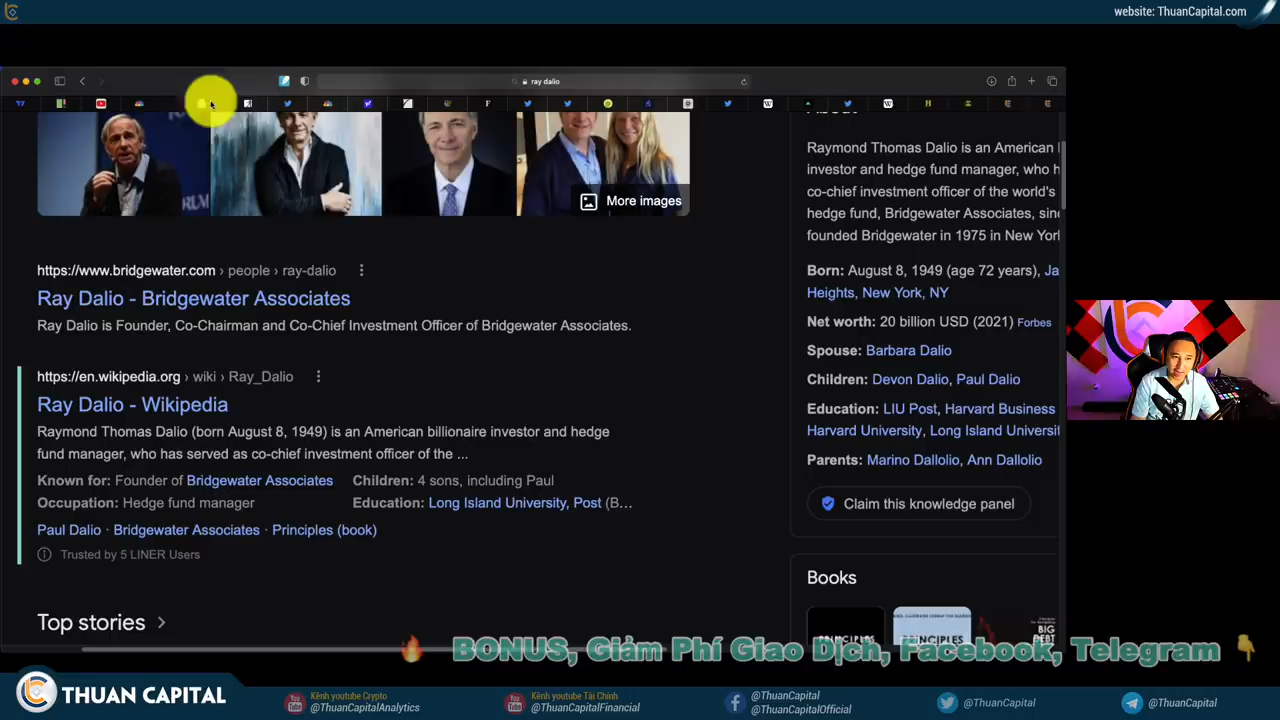 website: ThuanCapital.com
ray dalio
More images
https://www.bridgewater.com › people › ray-dalio
Ray Dalio - Bridgewater Associates
Ray Dalio is Founder, Co-Chairman and Co-Chief Investment Officer of Bridgewater Associates.
https://en.wikipedia.org › wiki › Ray_Dalio
Ray Dalio - Wikipedia
Raymond Thomas Dalio (born August 8, 1949) is an American billionaire investor and hedge
fund manager, who has served as co-chief investment officer of the ...
Known for: Founder of Bridgewater Associates
Children: 4 sons, including Paul
Occupation: Hedge fund manager
Education: Long Island University, Post (B...
Paul Dalio · Bridgewater Associates · Principles (book)
Trusted by 5 LINER Users
Top stories
About
Raymond Thomas Dalio is an American
investor and hedge fund manager, who h
co-chief investment officer of the world's
hedge fund, Bridgewater Associates, sinc
founded Bridgewater in 1975 in New Yor
Born: August 8, 1949 (age 72 years), Ja
Heights, New York, NY
Net worth: 20 billion USD (2021) Forbes
Spouse: Barbara Dalio
Children: Devon Dalio, Paul Dalio
Education: LIU Post, Harvard Business
Harvard University, Long Island Universit
Parents: Marino Dallolio, Ann Dallolio
Claim this knowledge panel
Books
PRINCIPLES
PRINCIPLES
BIG
DEBT
BONUS, Giảm Phí Giao Dịch, Facebook, Telegram
THUAN CAPITAL
Kênh youtube Crypto
@ThuanCapitalAnalytics
Kênh youtube Tài Chính
@ThuanCapitalFinancial
@ThuanCapital
@ThuanCapitalOfficial
@ThuanCapital
@ThuanCapital